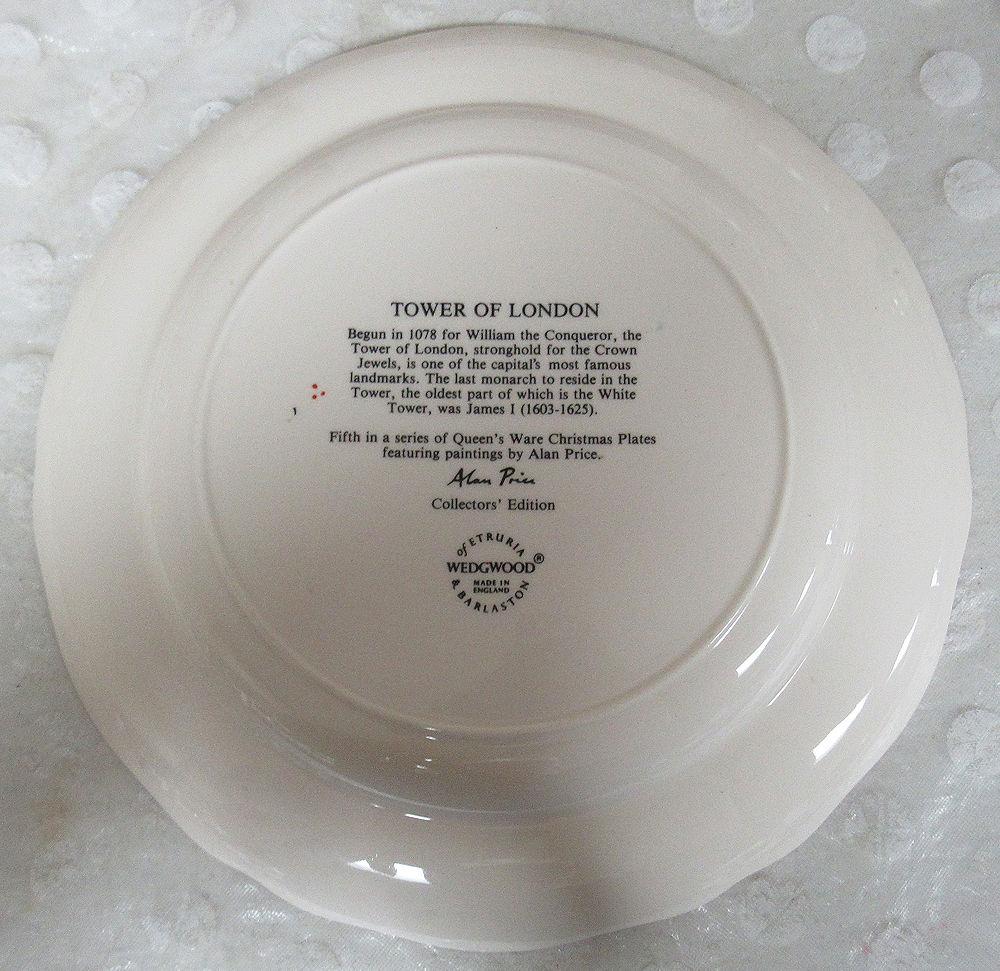 TOWER OF LONDON
Begun in 1078 for William the Conqueror, the
Tower of London, stronghold for the Crown
Jewels, is one of the capital's most famous
landmarks. The last monarch to reside in the
Tower, the oldest part of which is the White
Tower, was James I (1603-1625).
Fifth in a series of Queen's Ware Christmas Plates
featuring paintings by Alan Price.
Alan Price
Collectors' Edition
of ETRURIA
WEDGWOOD®
MADE IN
ENGLAND
& BARLASTON